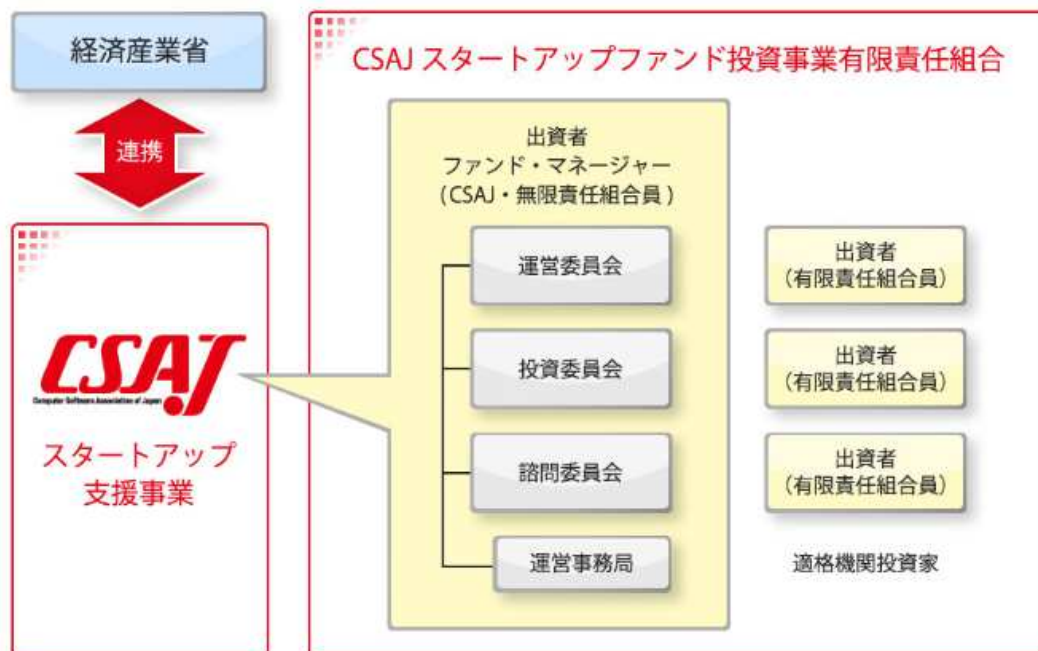 経済産業省
連携
CSAJ
Computer Software Association of Japan
スタートアップ
支援事業
CSAJ スタートアップファンド投資事業有限責任組合
出資者
ファンド・マネージャー
(CSAJ・無限責任組合員)
運営委員会
投資委員会
諮問委員会
運営事務局
出資者
(有限責任組合員)
出資者
(有限責任組合員)
出資者
(有限責任組合員)
適格機関投資家